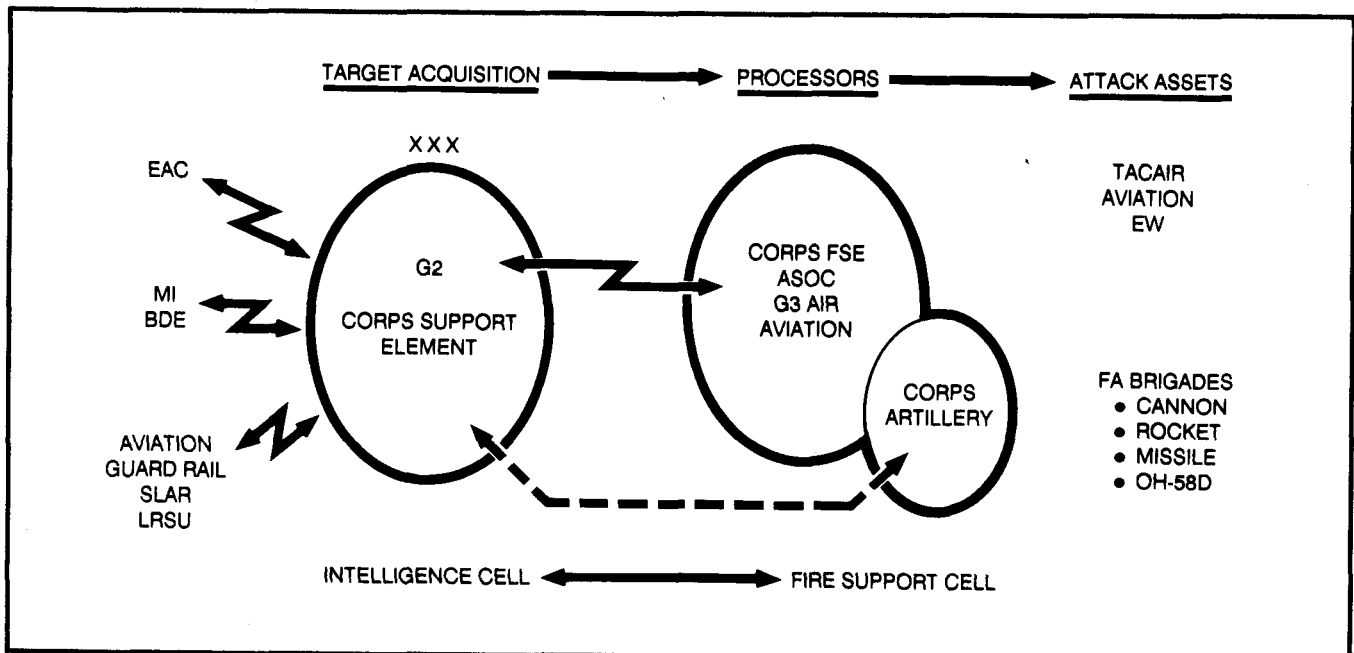 TARGET ACQUISITION
PROCESSORS
ATTACK ASSETS
XXX
EAC
MI
BDE
AVIATION
GUARD RAIL
SLAR
LRSU
G2
CORPS SUPPORT
ELEMENT
CORPS FSE
ASOC
G3 AIR
AVIATION
CORPS
ARTILLERY
TACAIR
AVIATION
EW
FA BRIGADES
• CANNON
• ROCKET
• MISSILE
• OH-58D
INTELLIGENCE CELL
FIRE SUPPORT CELL